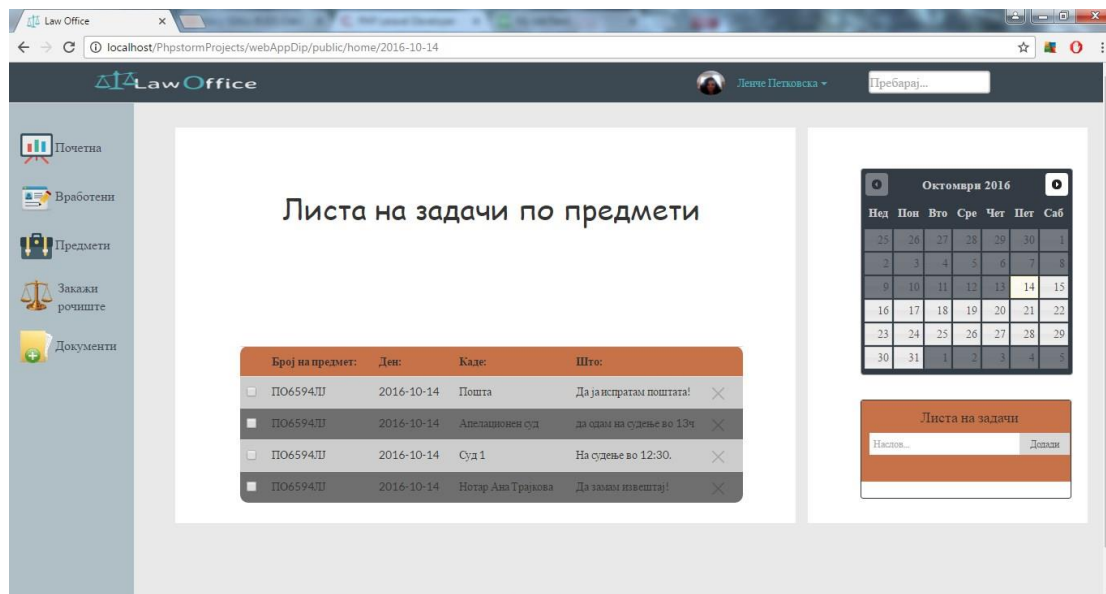 Law Office
localhost/PhpstormProjects/webAppDip/public/home/2016-10-14
Law Office
Ленче Петковска
Пребарај...
Почетна
Вработени
Предмети
Закажи
рочиште
Документи
Листа на задачи по предмети
Број на предмет: Ден: Каде: Што:
ПО6594ЛЈ 2016-10-14 Пошта Да ја испратам поштата!
ПО6594ЛЈ 2016-10-14 Апелационен суд да одам на судење во 13ч
ПО6594ЛЈ 2016-10-14 Суд 1 На судење во 12:30.
ПО6594ЛЈ 2016-10-14 Нотар Ана Трајкова Да земам извештај!
Октомври 2016
Нед Пон Вто Сре Чет Пет Саб
25 26 27 28 29 30 1
2 3 4 5 6 7 8
9 10 11 12 13 14 15
16 17 18 19 20 21 22
23 24 25 26 27 28 29
30 31 1 2 3 4 5
Листа на задачи
Наслов... Додади